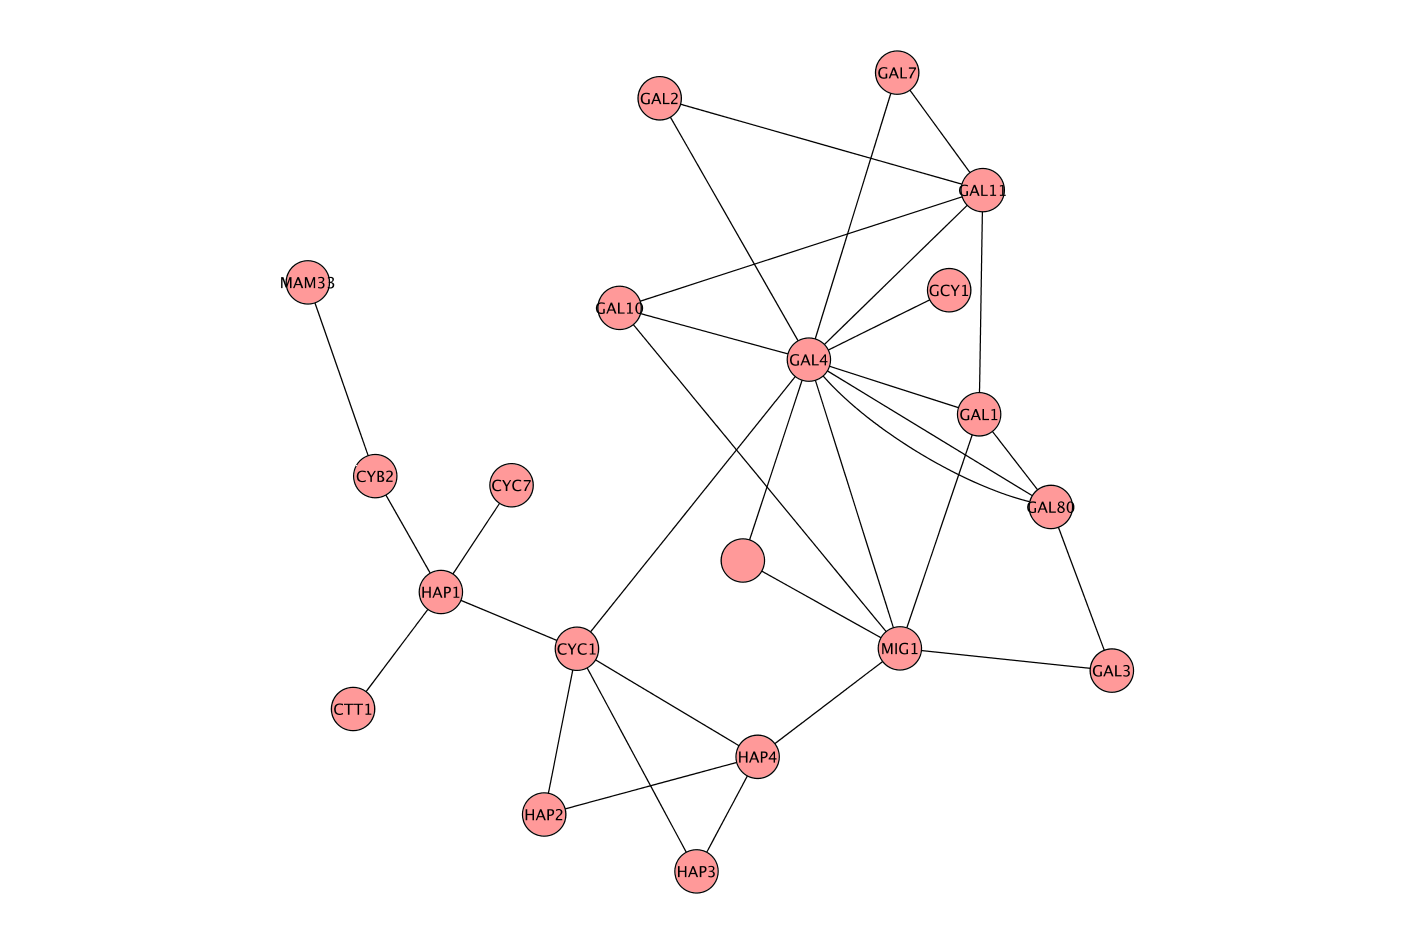 GAL7
GAL2
GAL11
MAM33
GCY1
GAL10
GAL4
GAL1
CYB2
CYC7
GAL80
HAP1
CYC1
MIG1
GAL3
CTT1
HAP4
HAP2
HAP3